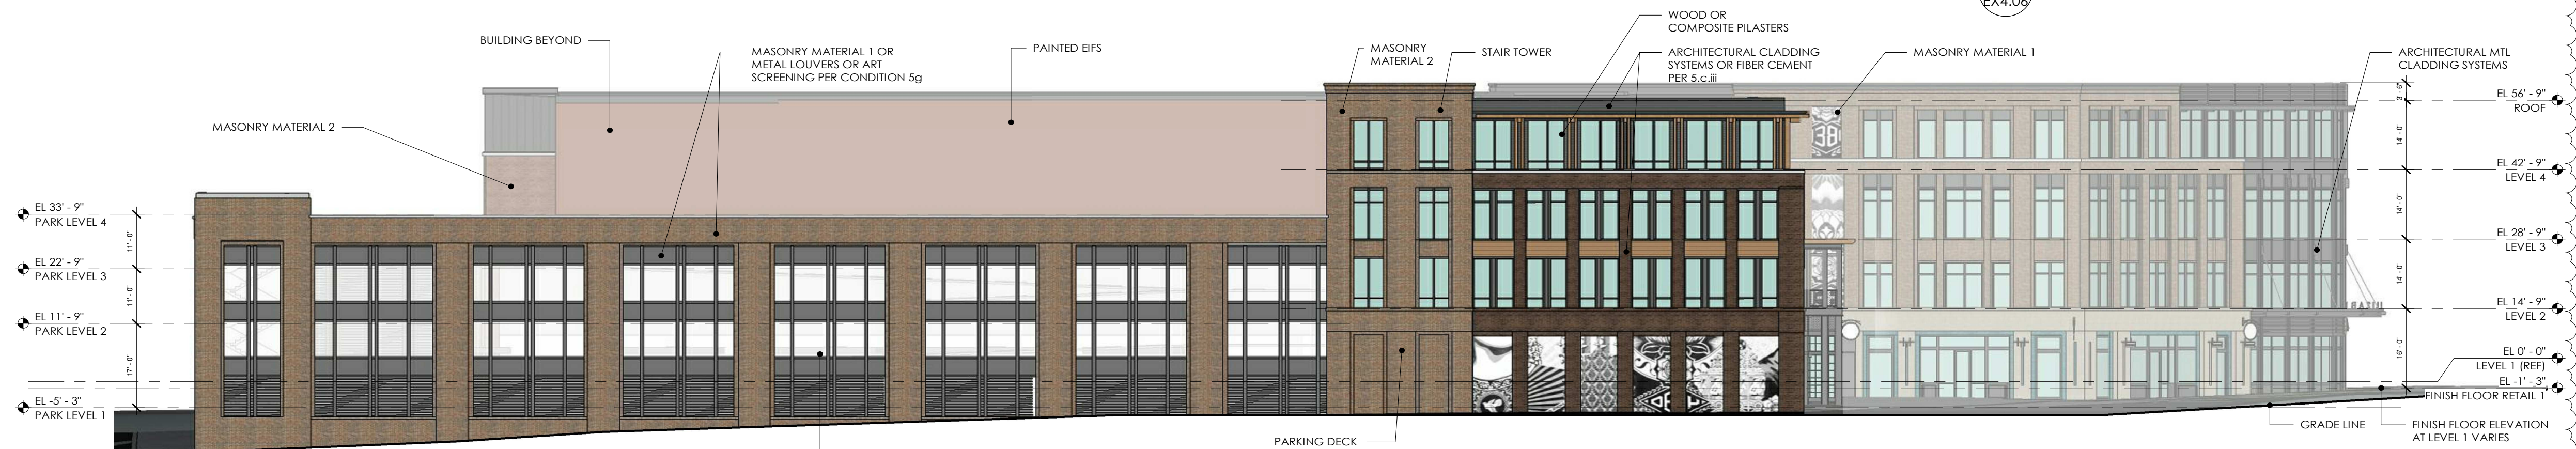 EX4.06
BUILDING BEYOND
MASONRY MATERIAL 1 OR
METAL LOUVERS OR ART
SCREENING PER CONDITION 5g
PAINTED EIFS
MASONRY
MATERIAL 2
STAIR TOWER
WOOD OR
COMPOSITE PILASTERS
ARCHITECTURAL CLADDING
SYSTEMS OR FIBER CEMENT
PER 5.c.iii
MASONRY MATERIAL 1
ARCHITECTURAL MTL
CLADDING SYSTEMS
MASONRY MATERIAL 2
EL 33' - 9"
PARK LEVEL 4
11' - 0"
EL 22' - 9"
PARK LEVEL 3
11' - 0"
EL 11' - 9"
PARK LEVEL 2
17' - 0"
EL -5' - 3"
PARK LEVEL 1
38
3' - 6"
EL 56' - 9"
ROOF
14' - 0"
EL 42' - 9"
LEVEL 4
14' - 0"
EL 28' - 9"
LEVEL 3
14' - 0"
EL 14' - 9"
LEVEL 2
16' - 0"
EL 0' - 0"
LEVEL 1 (REF)
EL -1' - 3"
FINISH FLOOR RETAIL 1
PARKING DECK
GRADE LINE
FINISH FLOOR ELEVATION
AT LEVEL 1 VARIES